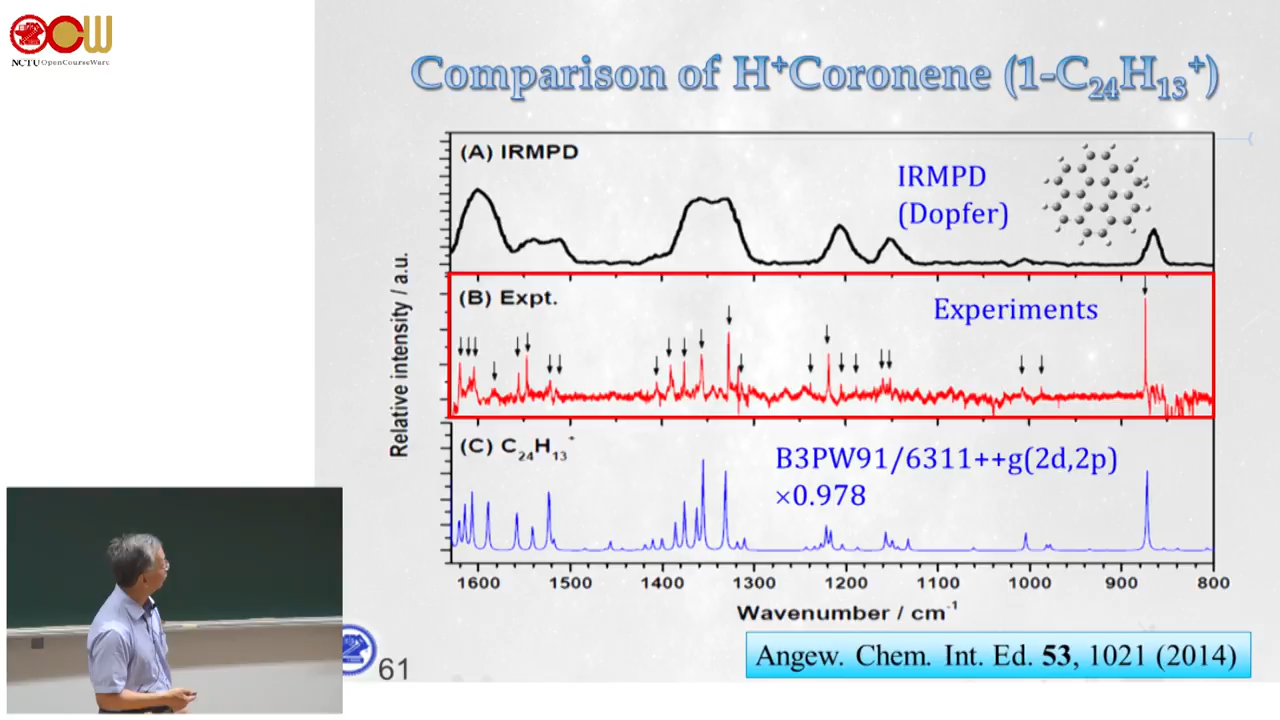 NCTU OpenCourseWare
Comparison of H+Coronene (1-C24H13+)
(A) IRMPD
IRMPD
(Dopfer)
(B) Expt.
Experiments
(C) C24H13+
B3PW91/6311++g(2d,2p)
×0.978
Relative intensity / a.u.
1600 1500 1400 1300 1200 1100 1000 900 800
Wavenumber / cm-1
Angew. Chem. Int. Ed. 53, 1021 (2014)
61